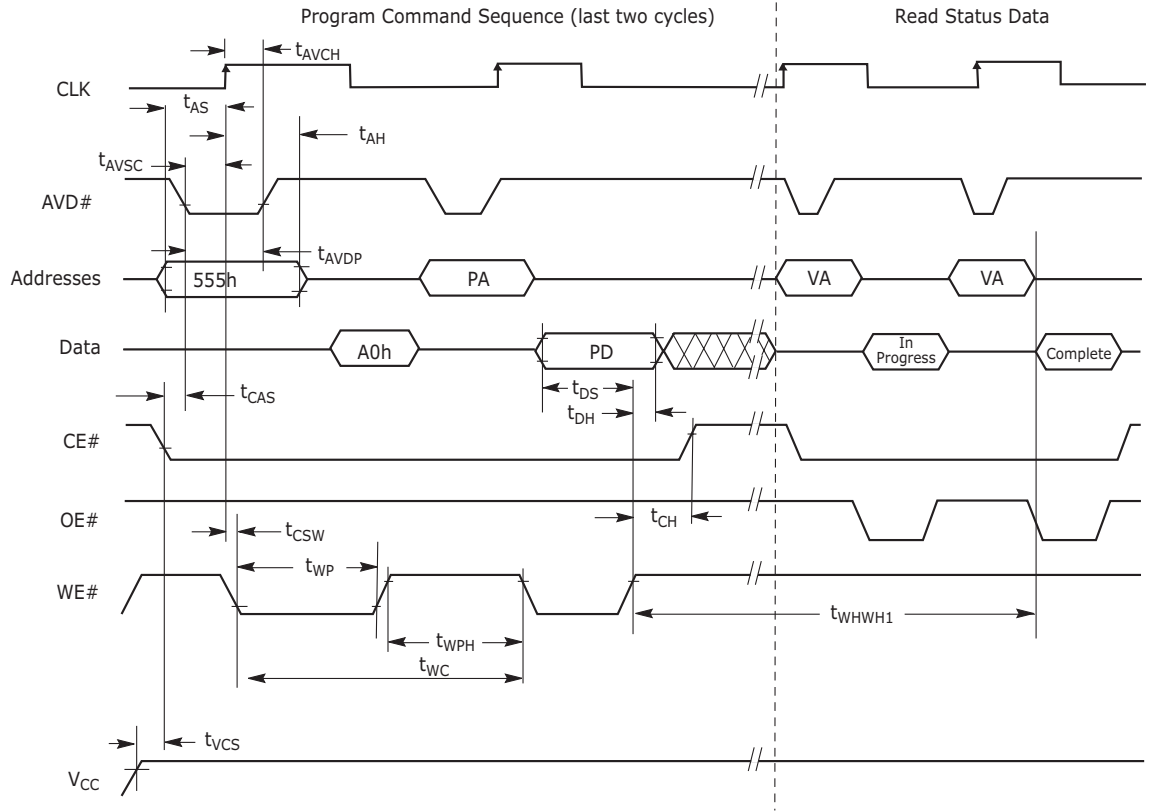 Program Command Sequence (last two cycles)
Read Status Data
tAVCH
CLK
tAS
tAH
tAVSC
AVD#
tAVDP
Addresses
555h
PA
VA
VA
Data
A0h
PD
In
Progress
Complete
tCAS
tDS
tDH
CE#
OE#
tCSW
tCH
tWP
WE#
tWHWH1
tWPH
tWC
tVCS
VCC